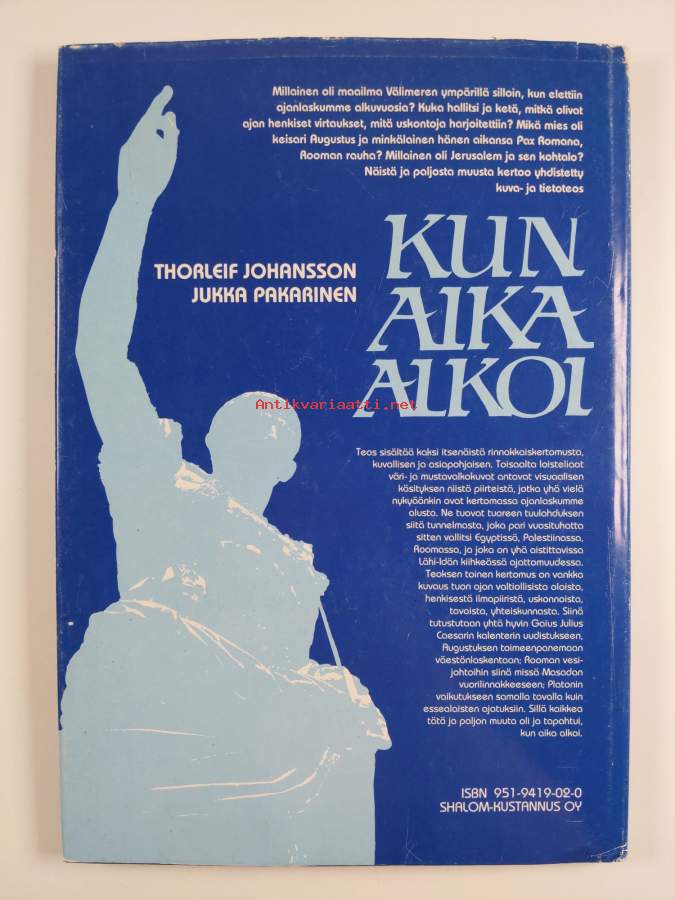 Millainen oli maailma Välimeren ympärillä silloin, kun elettiin
ajanlaskumme alkuvuosia? Kuka hallitsi ja ketä, mitkä olivat
ajan henkiset virtaukset, mitä uskontoja harjoitettiin? Mikä mies oli
keisari Augustus ja minkälainen hänen aikansa Pax Romana,
Rooman rauha? Millainen oli Jerusalem ja sen kohtalo?
Näistä ja paljosta muusta kertoo yhdistetty
kuva- ja tietoteos
THORLEIF JOHANSSON
JUKKA PAKARINEN
KUN
AIKA
ALKOI
Antikvariaatti.net
Teos sisältää kaksi itsenäistä rinnakkaiskertomusta,
kuvallisen ja asiapohjaisen. Toisaalta loisteliaat
väri- ja mustavalkokuvat antavat visuaalisen
käsityksen niistä piirteistä, jotka yhä vielä
nykyäänkin ovat kertomassa ajanlaskumme
alusta. Ne tuovat tuoreen tuulahduksen
siitä tunnelmasta, joka pari vuosituhatta
sitten vallitsi Egyptissä, Palestiinassa,
Roomassa, ja joka on yhä aistittavissa
Lähi-Idän kiihkeässä ajattomuudessa.
Teoksen toinen kertomus on vankka
kuvaus tuon ajan valtiollisista oloista,
henkisestä ilmapiiristä, uskonnoista,
tavoista, yhteiskunnasta. Siinä
tutustutaan yhtä hyvin Gaius Julius
Caesarin kalenterin uudistukseen,
Augustuksen toimeenpanemaan
väestönlaskentaan; Rooman vesi-
johtoihin siinä missä Masadan
vuorilinnakkeeseen; Platonin
vaikutukseen samalla tavalla kuin
essealaisten ajatuksiin. Sillä kaikkea
tätä ja paljon muuta oli ja tapahtui,
kun aika alkoi.
ISBN 951-9419-02-0
SHALOM-KUSTANNUS OY